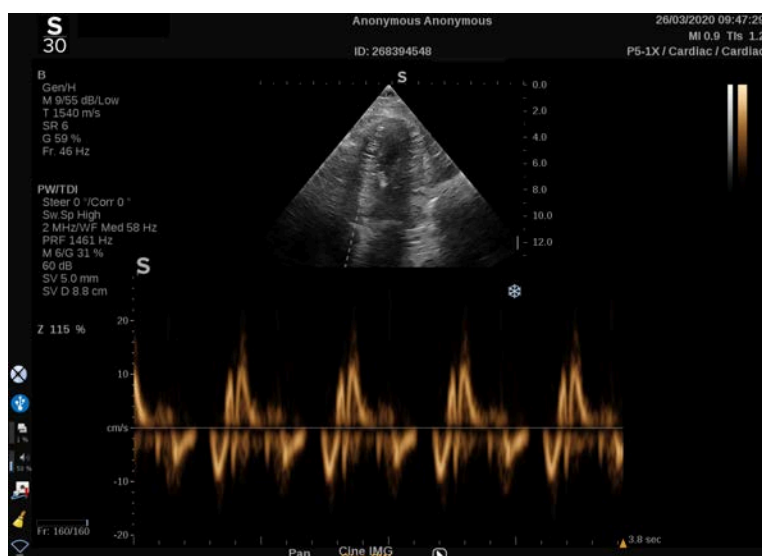 S
30
Anonymous Anonymous
26/03/2020 09:47:29
ID: 268394548
MI 0.9 TIs 1.2
P5-1X / Cardiac / Cardiac
B
Gen/H
M 9/55 dB/Low
T 1540 m/s
SR 6
G 59 %
Fr. 46 Hz
S
0.0
2.0
4.0
6.0
8.0
10.0
12.0
PW/TDI
Steer 0 °/Corr 0 °
Sw.Sp High
2 MHz/WF Med 58 Hz
PRF 1461 Hz
M 6/G 31 %
60 dB
SV 5.0 mm
SV D 8.8 cm
S
Z 115 %
20
10
cm/s
-10
-20
1 %
Fr: 160/160
3.8 sec
Pan
Cine IMG